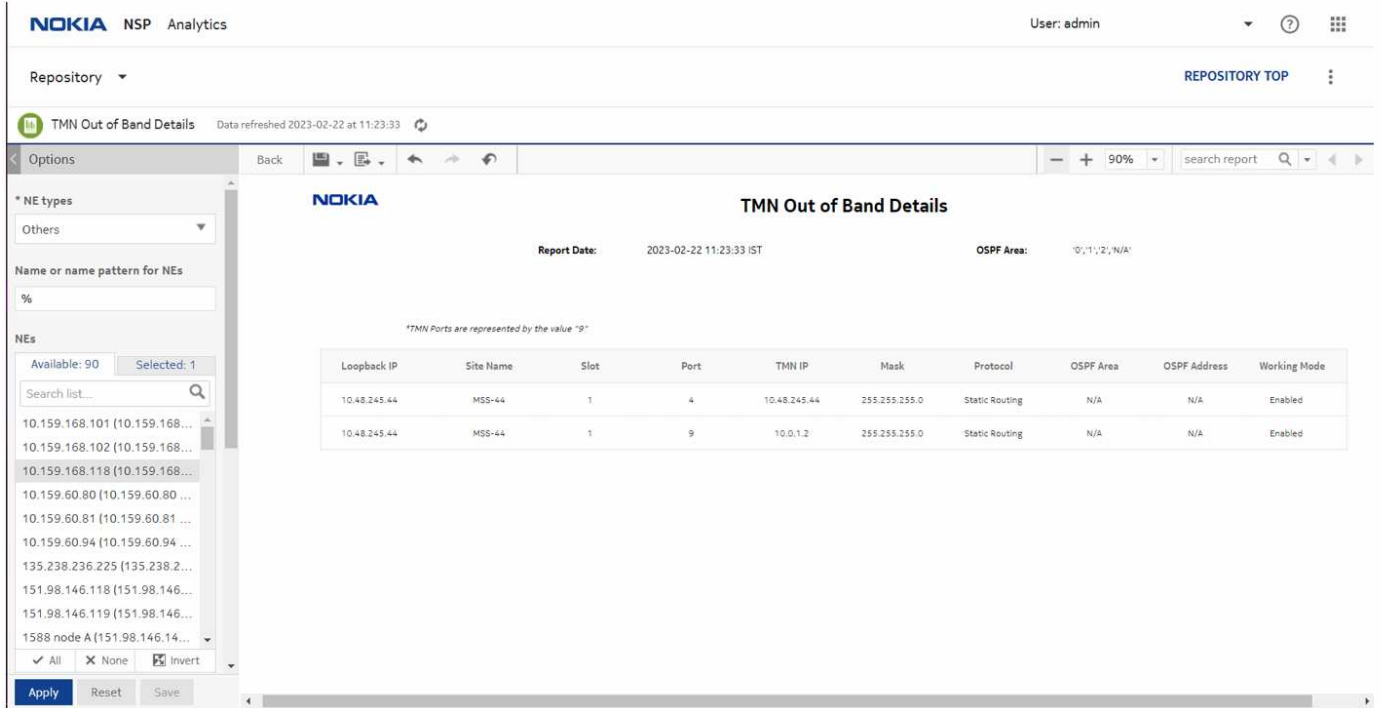 NOKIA NSP Analytics User: admin
Repository REPOSITORY TOP
TMN Out of Band Details Data refreshed 2023-02-22 at 11:23:33
Options Back 90% search report
* NE types
Others
Name or name pattern for NEs
%
NEs
Available: 90 Selected: 1
Search list...
10.159.168.101 (10.159.168...
10.159.168.102 (10.159.168...
10.159.168.118 (10.159.168...
10.159.60.80 (10.159.60.80 ...
10.159.60.81 (10.159.60.81 ...
10.159.60.94 (10.159.60.94 ...
135.238.236.225 (135.238.2...
151.98.146.118 (151.98.146...
151.98.146.119 (151.98.146...
1588 node A (151.98.146.14...
All None Invert
Apply Reset Save
NOKIA TMN Out of Band Details
Report Date: 2023-02-22 11:23:33 IST OSPF Area: '0','1','2','N/A'
*TMN Ports are represented by the value "9"
Loopback IP Site Name Slot Port TMN IP Mask Protocol OSPF Area OSPF Address Working Mode
10.48.245.44 MSS-44 1 4 10.48.245.44 255.255.255.0 Static Routing N/A N/A Enabled
10.48.245.44 MSS-44 1 9 10.0.1.2 255.255.255.0 Static Routing N/A N/A Enabled